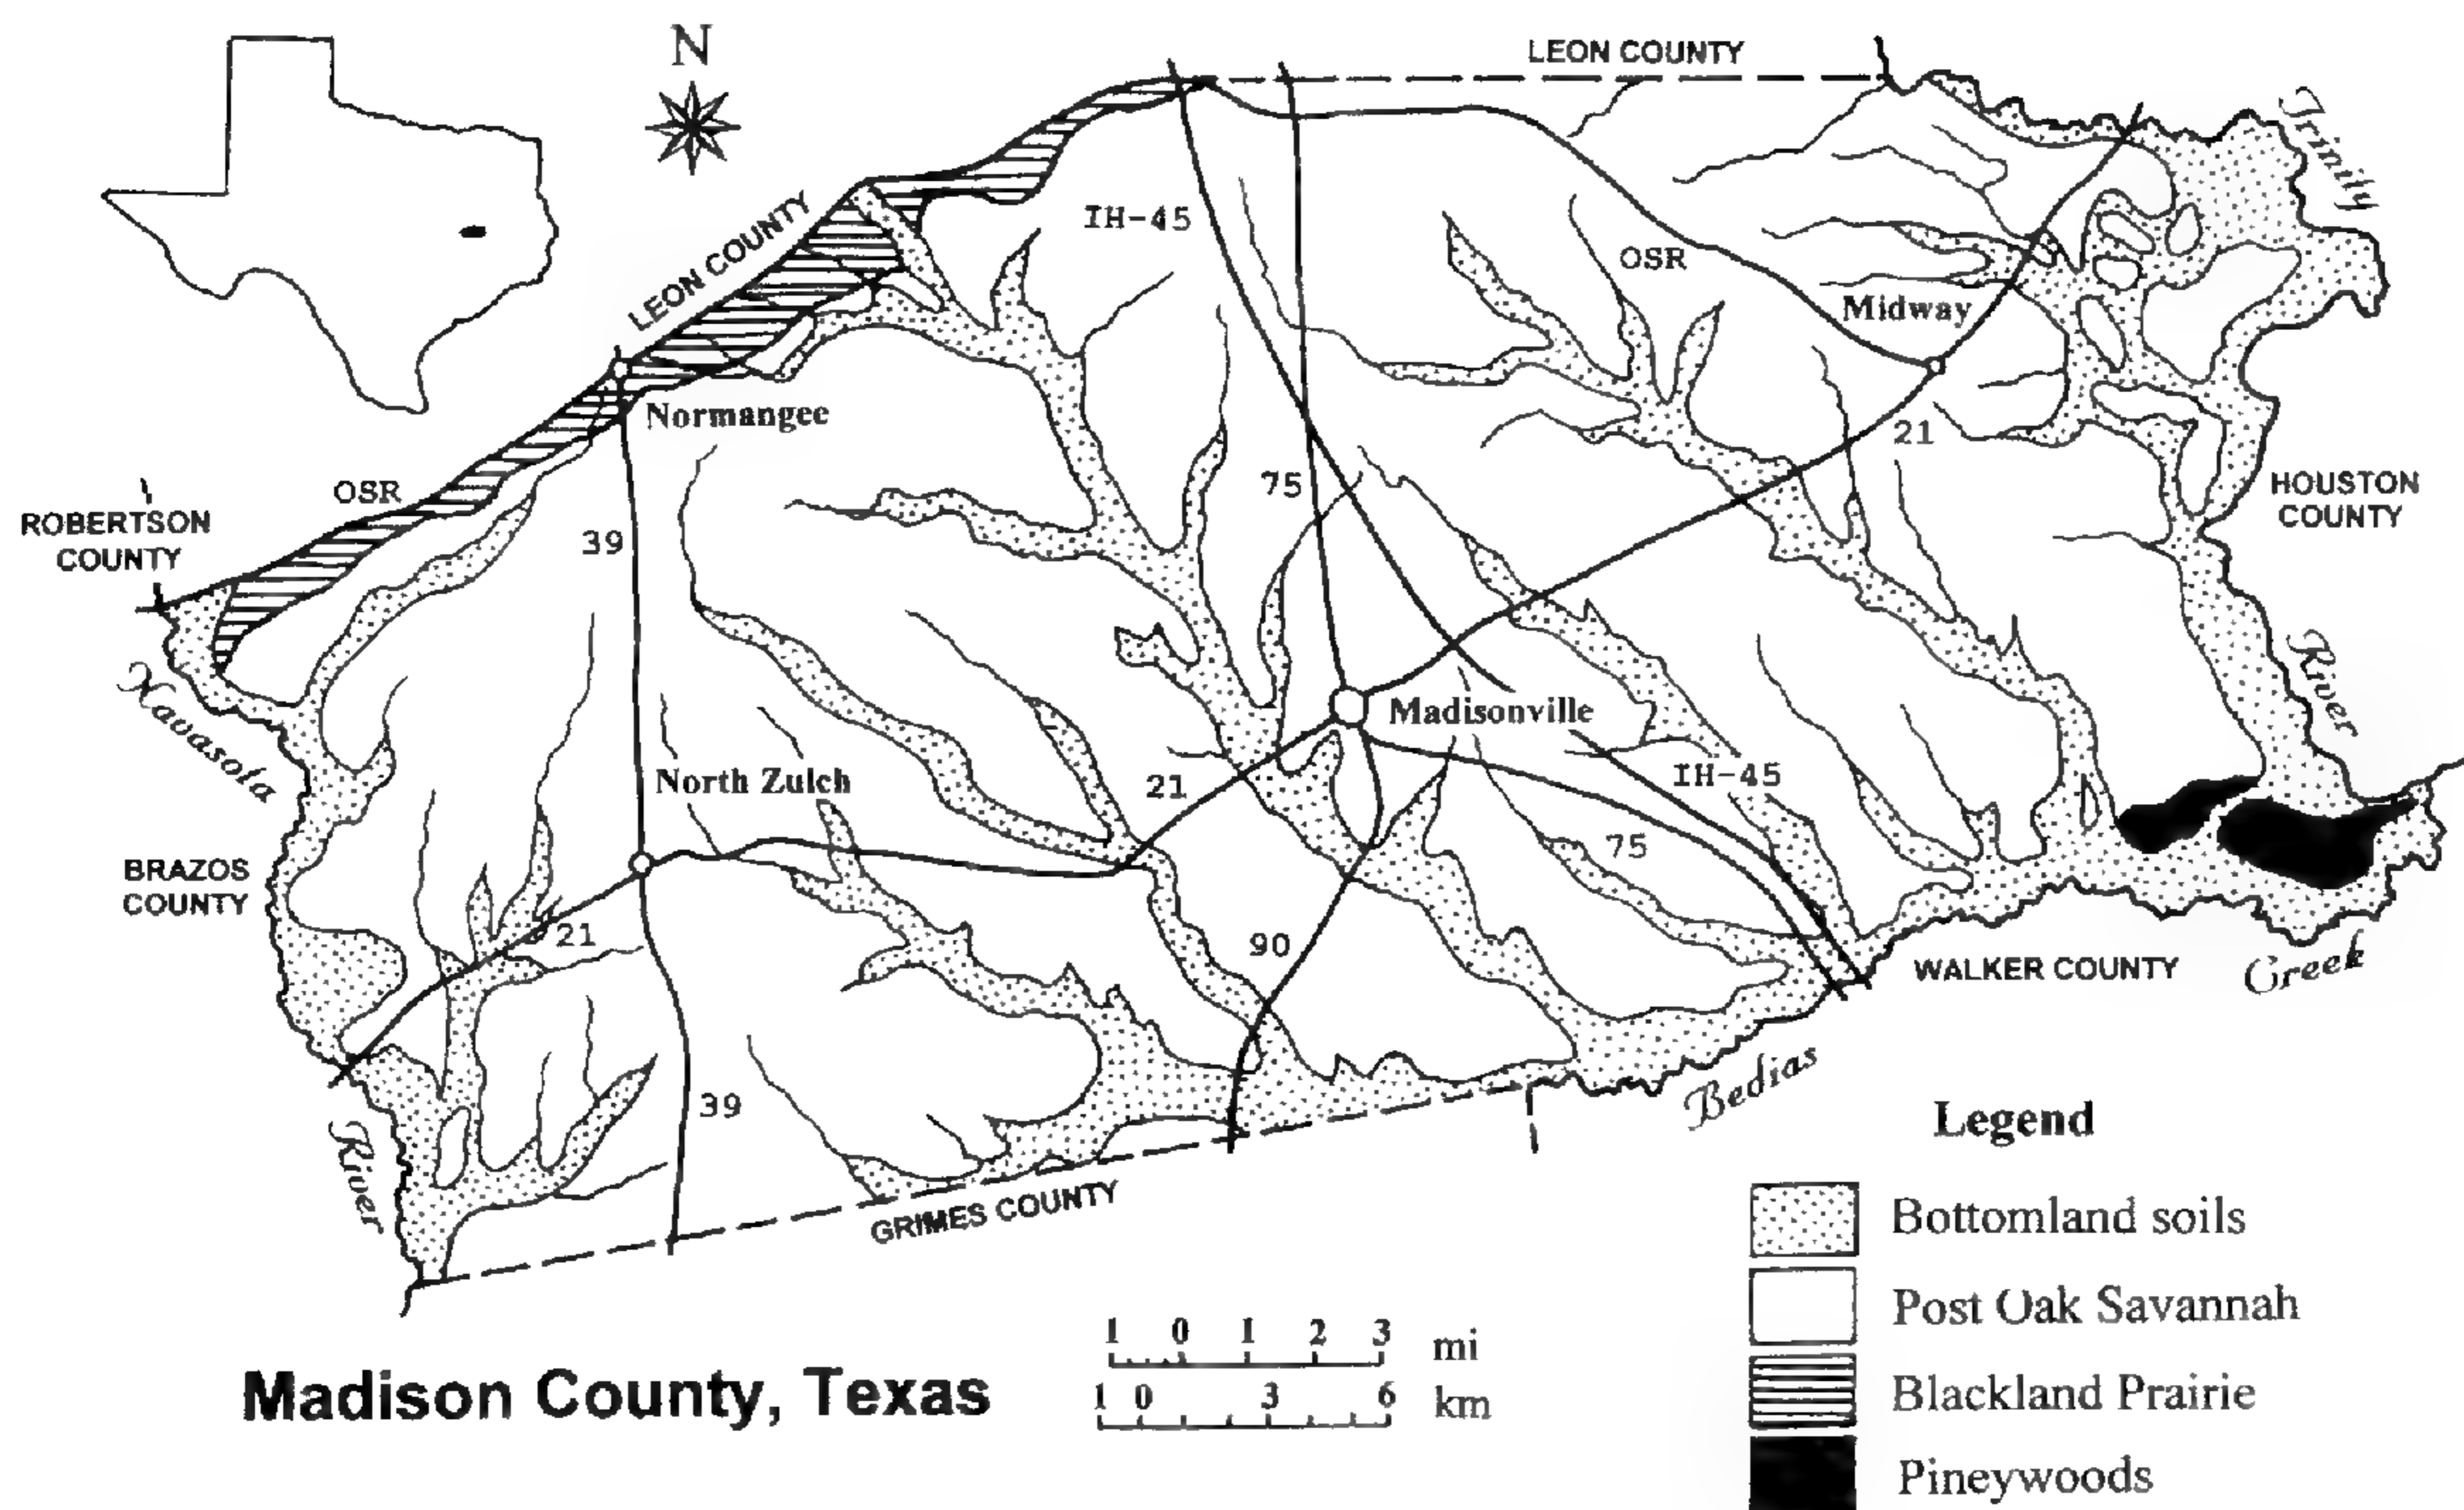 N
LEON COUNTY
Trinity
IH-45
LEON COUNTY
OSR
Midway
Normangee
21
OSR
75
HOUSTON
COUNTY
ROBERTSON
COUNTY
39
River
Navasola
Madisonville
North Zulch
21
IH-45
75
BRAZOS
COUNTY
21
90
WALKER COUNTY
Creek
Bedias
39
River
GRIMES COUNTY
Legend
Bottomland soils
Post Oak Savannah
Blackland Prairie
Pineywoods
1 0 1 2 3 mi
1 0 3 6 km
Madison County, Texas